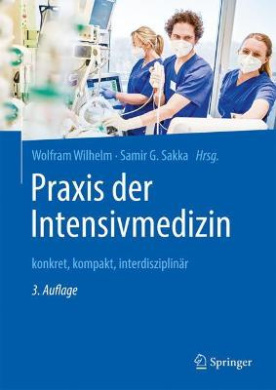 Wolfram Wilhelm · Samir G. Sakka Hrsg.
Praxis der
Intensivmedizin
konkret, kompakt, interdisziplinär
3. Auflage
Springer